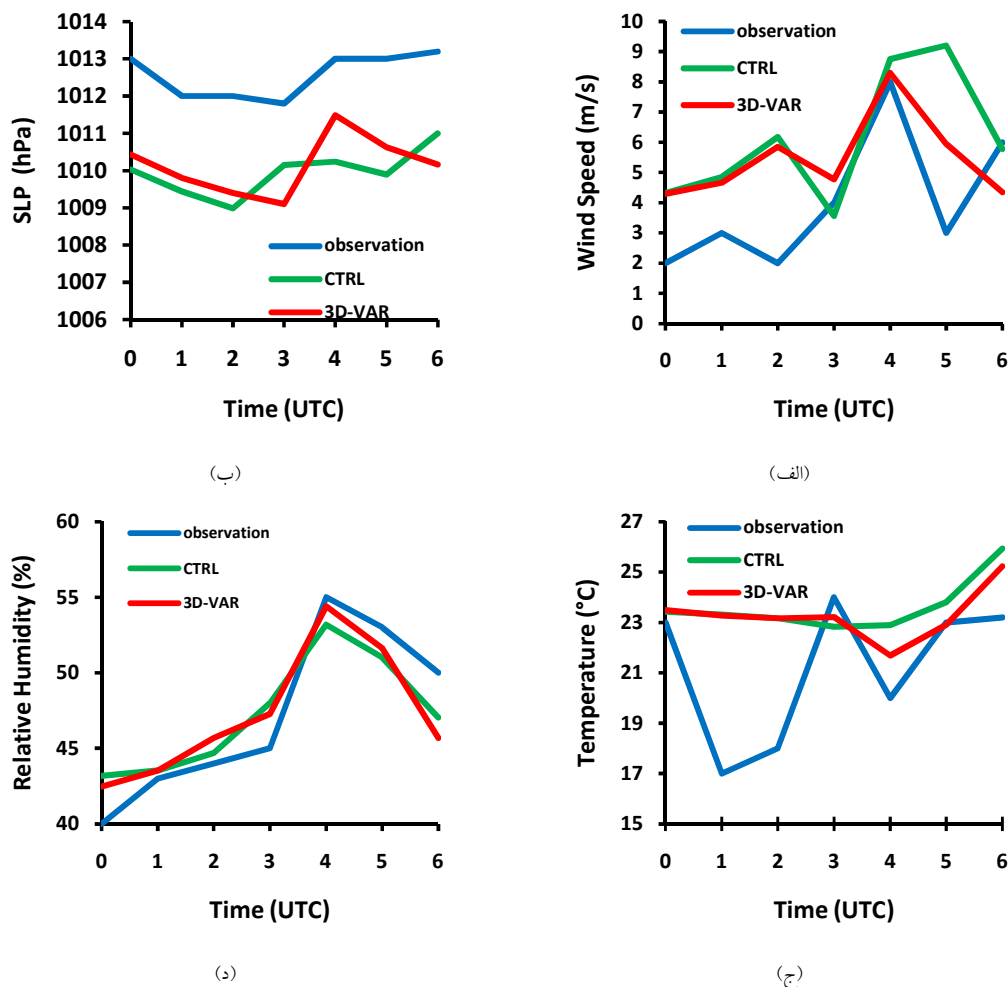 1014
1013
1012
1011
1010
1009
1008
1007
1006
SLP (hPa)
observation
CTRL
3D-VAR
0 1 2 3 4 5 6
Time (UTC)
(ب)
10
9
8
7
6
5
4
3
2
1
0
Wind Speed (m/s)
observation
CTRL
3D-VAR
0 1 2 3 4 5 6
Time (UTC)
(الف)
60
55
50
45
40
Relative Humidity (%)
observation
CTRL
3D-VAR
0 1 2 3 4 5 6
Time (UTC)
(د)
27
25
23
21
19
17
15
Temperature (°C)
observation
CTRL
3D-VAR
0 1 2 3 4 5 6
Time (UTC)
(ج)